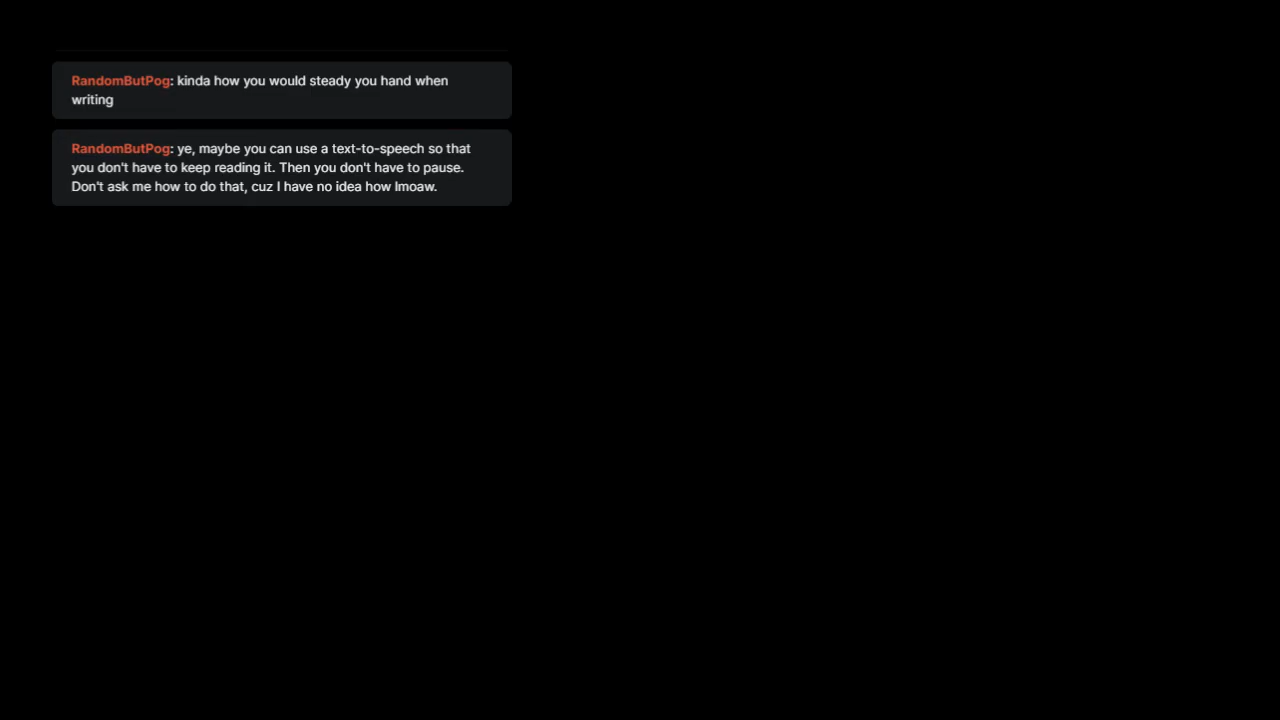 RandomButPog: kinda how you would steady you hand when
writing
RandomButPog: ye, maybe you can use a text-to-speech so that
you don't have to keep reading it. Then you don't have to pause.
Don't ask me how to do that, cuz I have no idea how lmoaw.